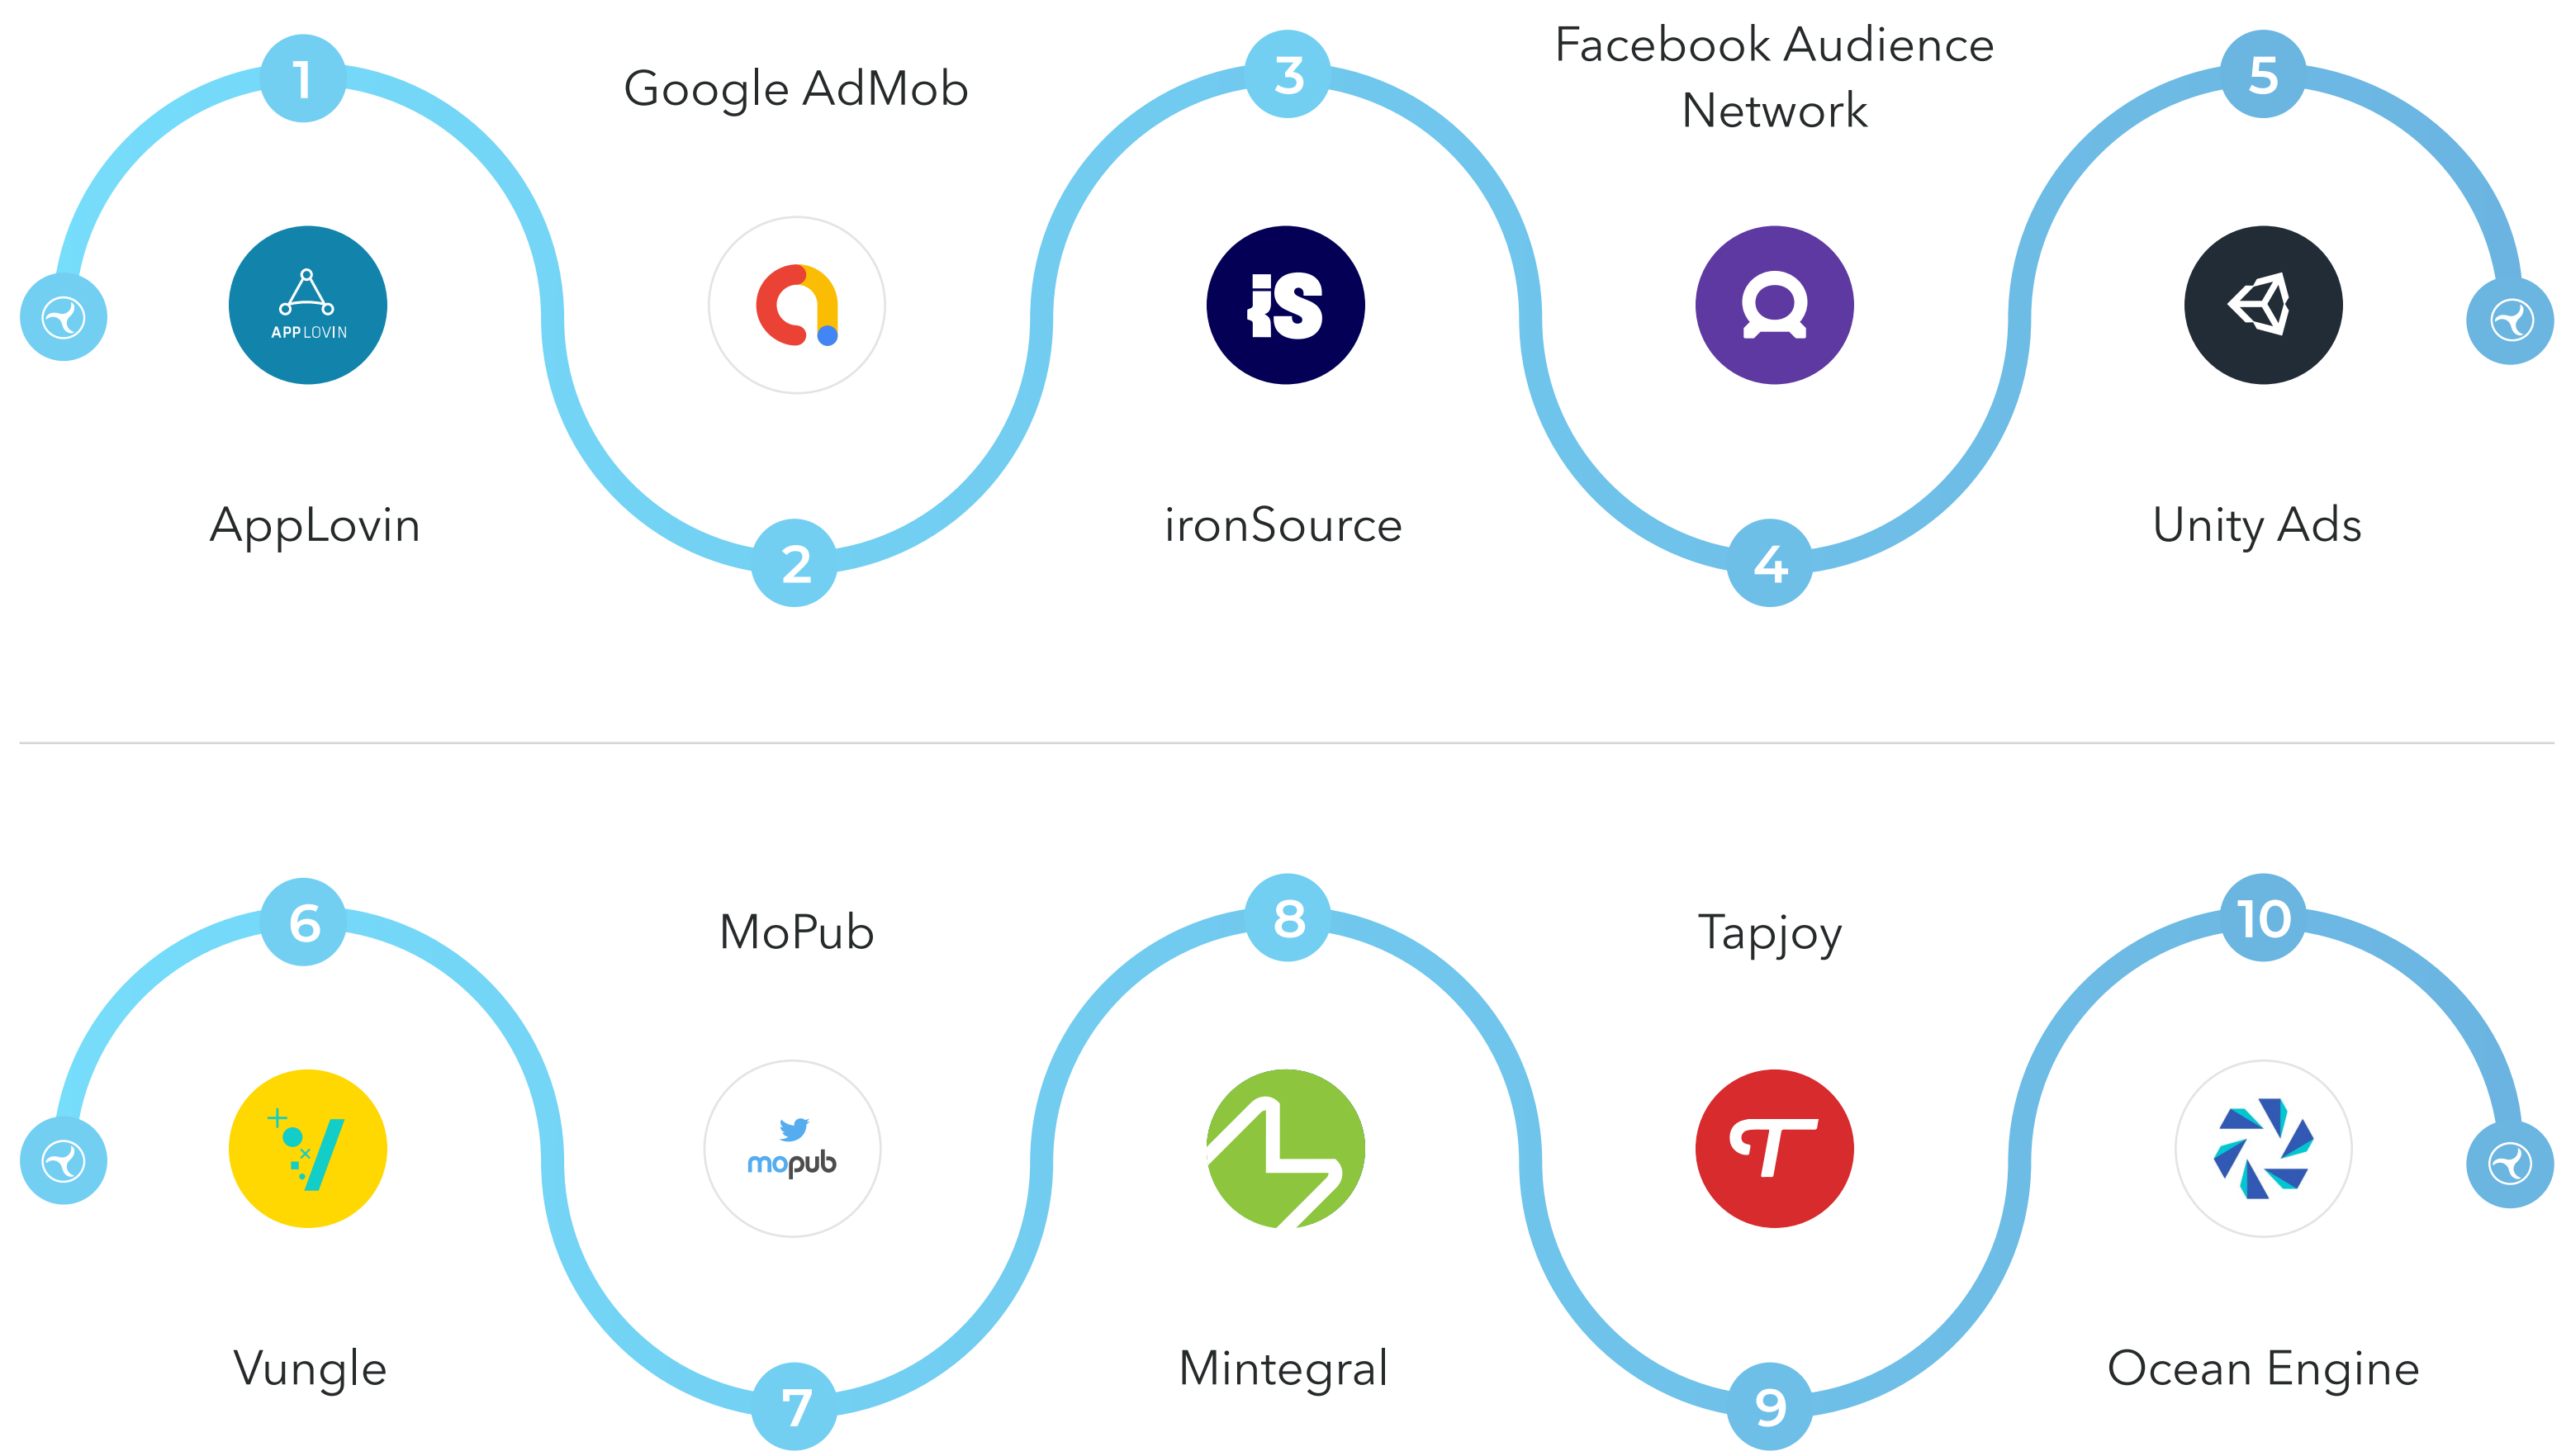 1
Google AdMob
3
Facebook Audience
Network
5
APPLOVIN
iS
AppLovin
2
ironSource
4
Unity Ads
6
MoPub
8
Tapjoy
10
mopub
T
Vungle
7
Mintegral
9
Ocean Engine